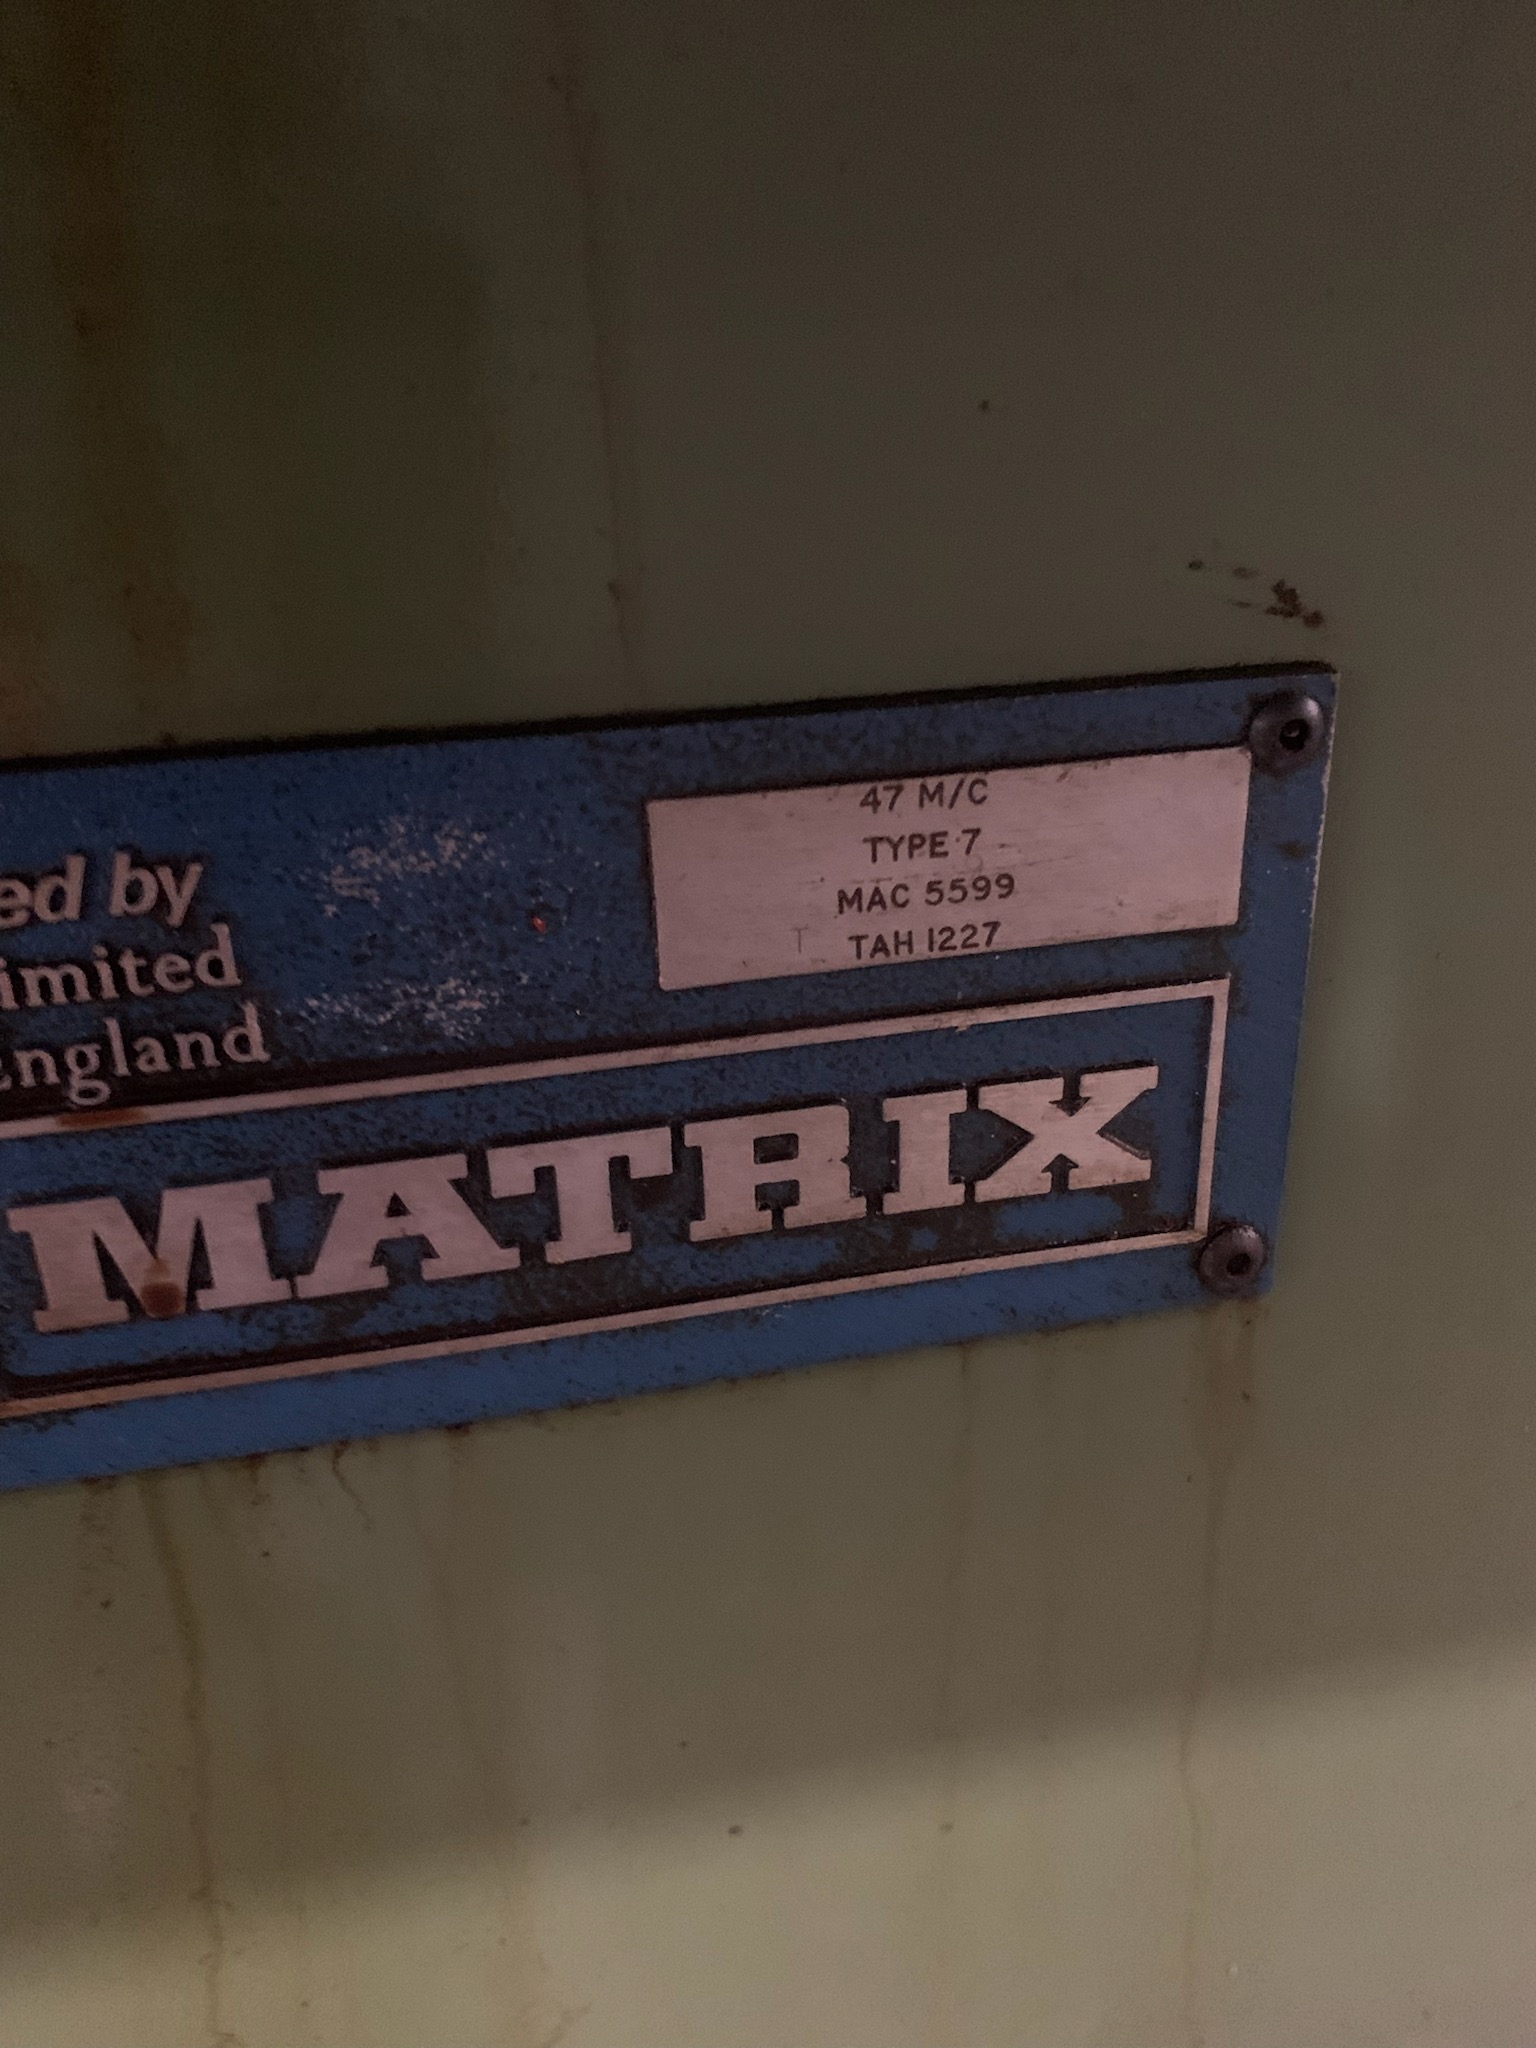 ed by
imited
England
47 M/C
TYPE 7
MAC 5599
TAH 1227
MATRIX